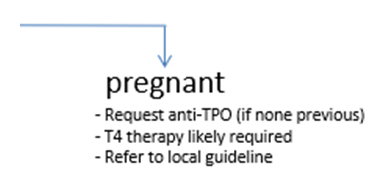 pregnant
- Request anti-TPO (if none previous)
- T4 therapy likely required
- Refer to local guideline